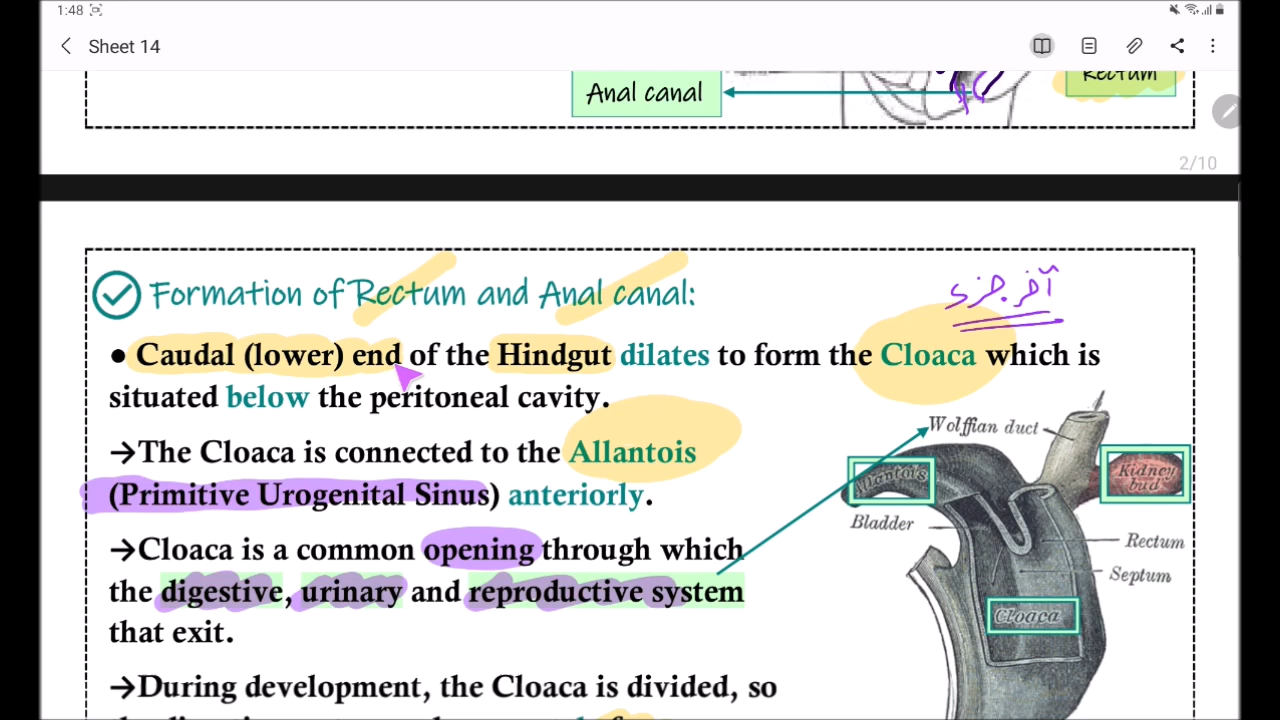 1:48
Sheet 14
Anal canal
Rectum
2/10
Formation of Rectum and Anal canal:
آخر جزء
● Caudal (lower) end of the Hindgut dilates to form the Cloaca which is
situated below the peritoneal cavity.
→The Cloaca is connected to the Allantois
(Primitive Urogenital Sinus) anteriorly.
→Cloaca is a common opening through which
the digestive, urinary and reproductive system
that exit.
→During development, the Cloaca is divided, so
Wolffian duct
Allantois
Kidney
bud
Bladder
Rectum
Septum
Cloaca